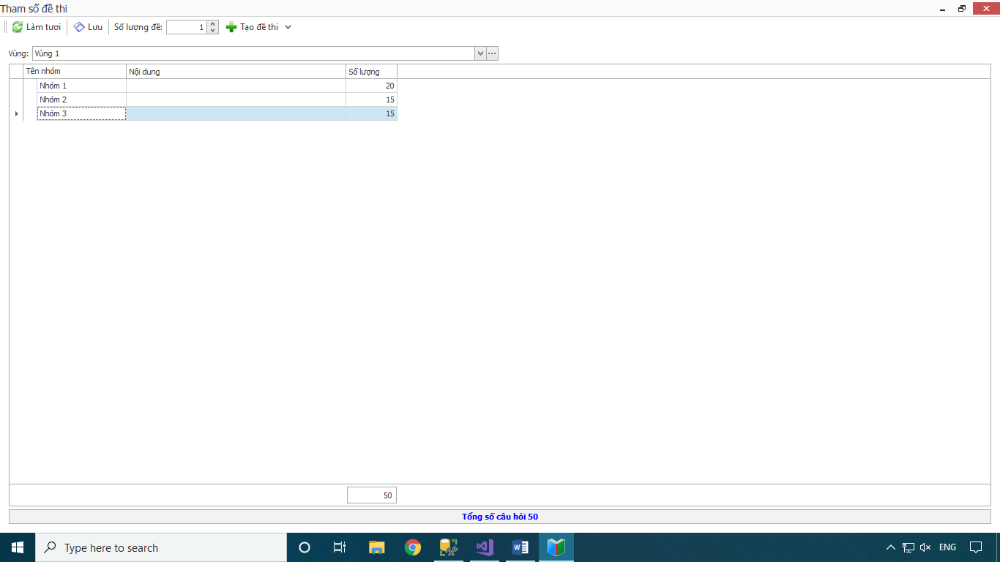 Tham số đề thi
Làm tươi Lưu Số lượng đề: 1 Tạo đề thi
Vùng: Vùng 1
Tên nhóm Nội dung Số lượng
Nhóm 1 20
Nhóm 2 15
Nhóm 3 15
50
Tổng số câu hỏi 50
Type here to search ENG